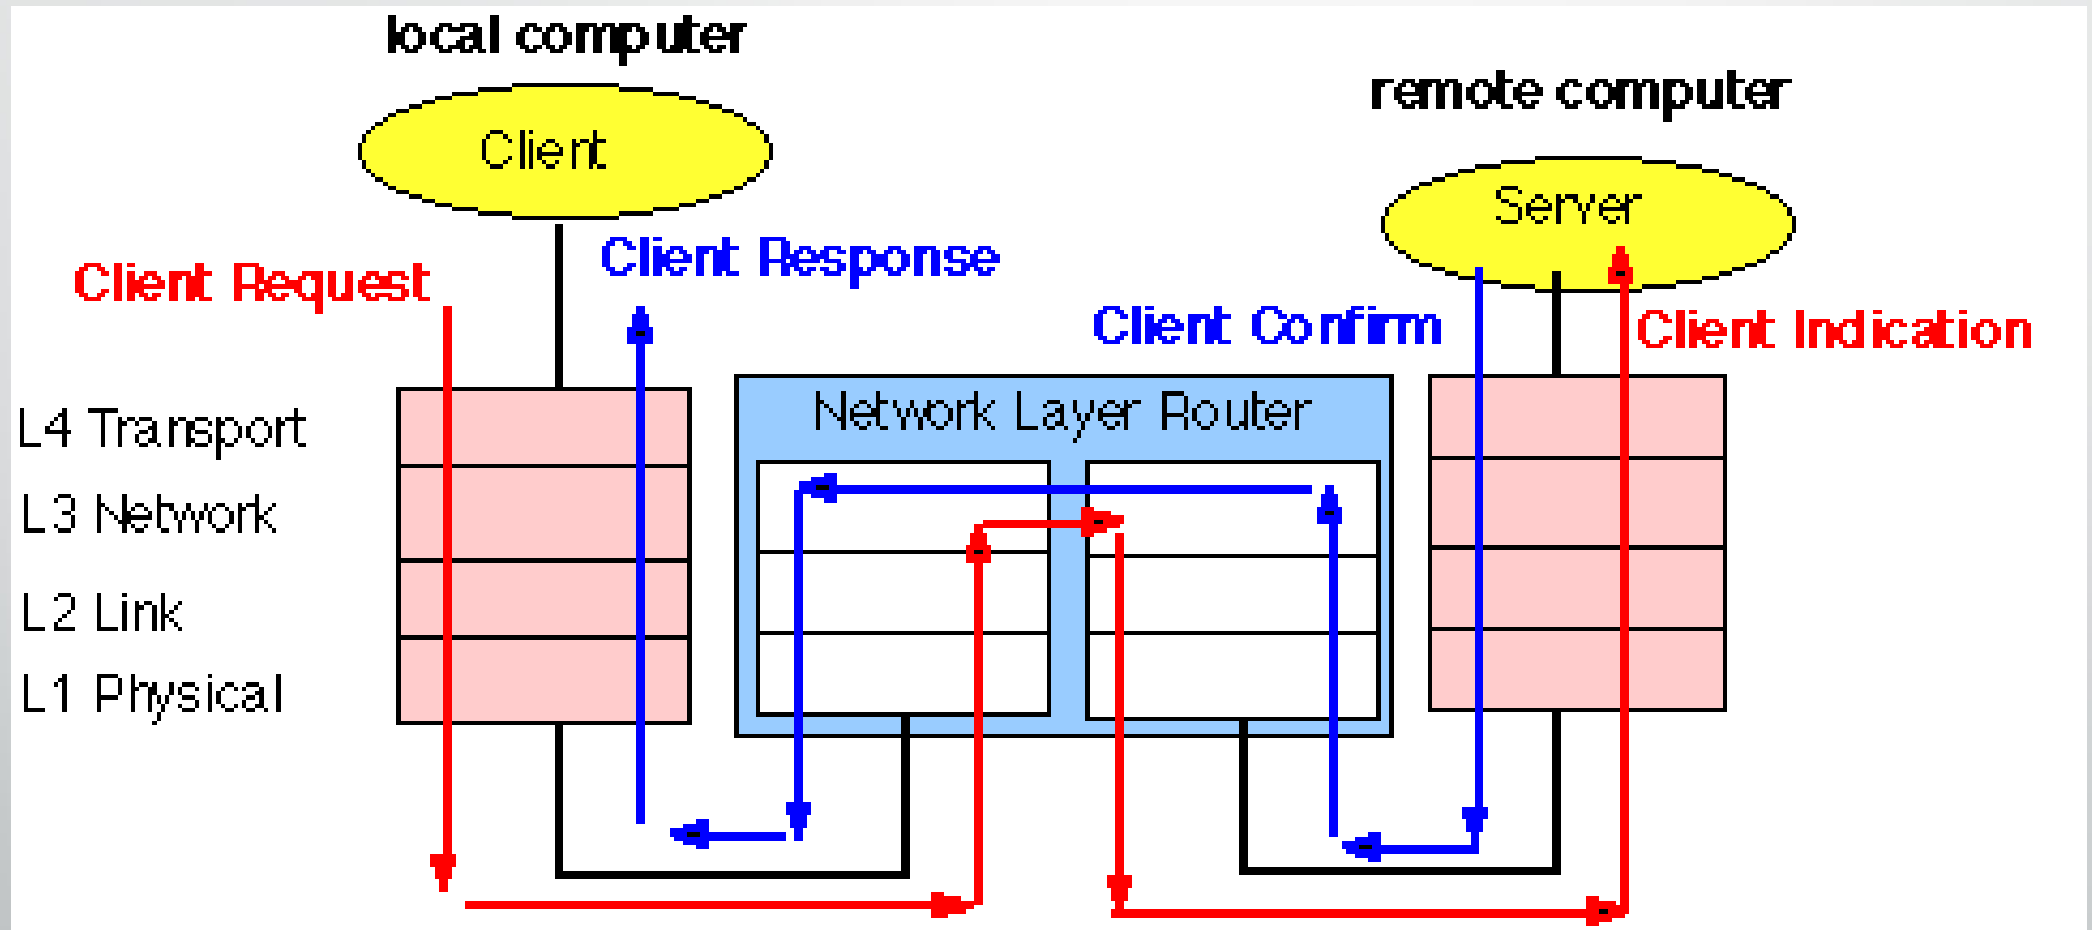 local computer
remote computer
Client
Server
Client Request
Client Response
Client Confirm
Client Indication
Network Layer Router
L4 Transport
L3 Network
L2 Link
L1 Physical